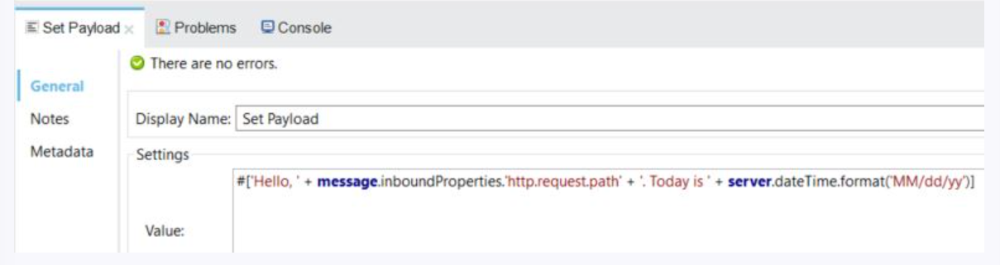 Set Payload
Problems
Console
There are no errors.
General
Notes
Display Name: Set Payload
Metadata
Settings
#['Hello, ' + message.inboundProperties.'http.request.path' + '. Today is ' + server.dateTime.format('MM/dd/yy')]
Value: